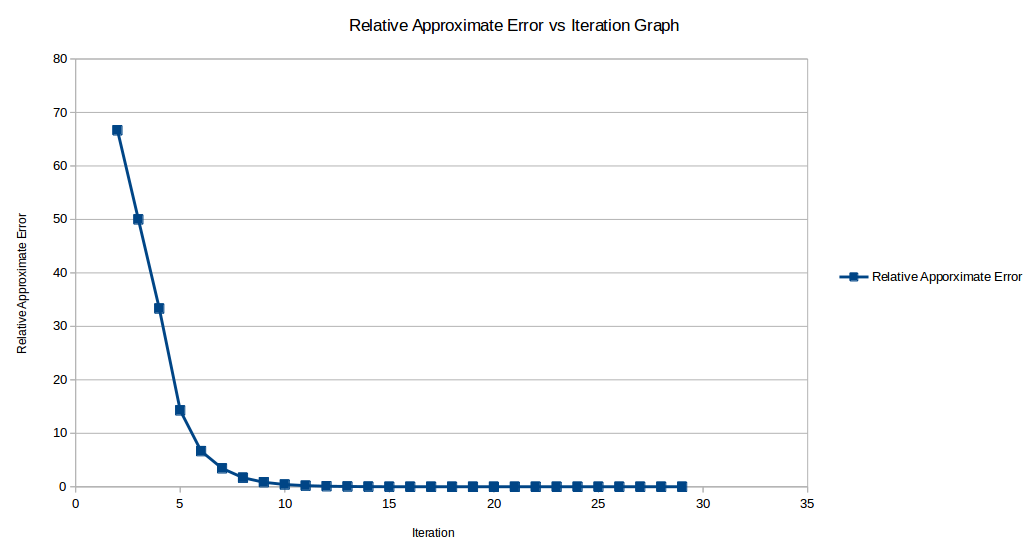 Relative Approximate Error vs Iteration Graph
80
70
60
50
40
30
20
10
0
Relative Approximate Error
0 5 10 15 20 25 30 35
Iteration
Relative Apporximate Error